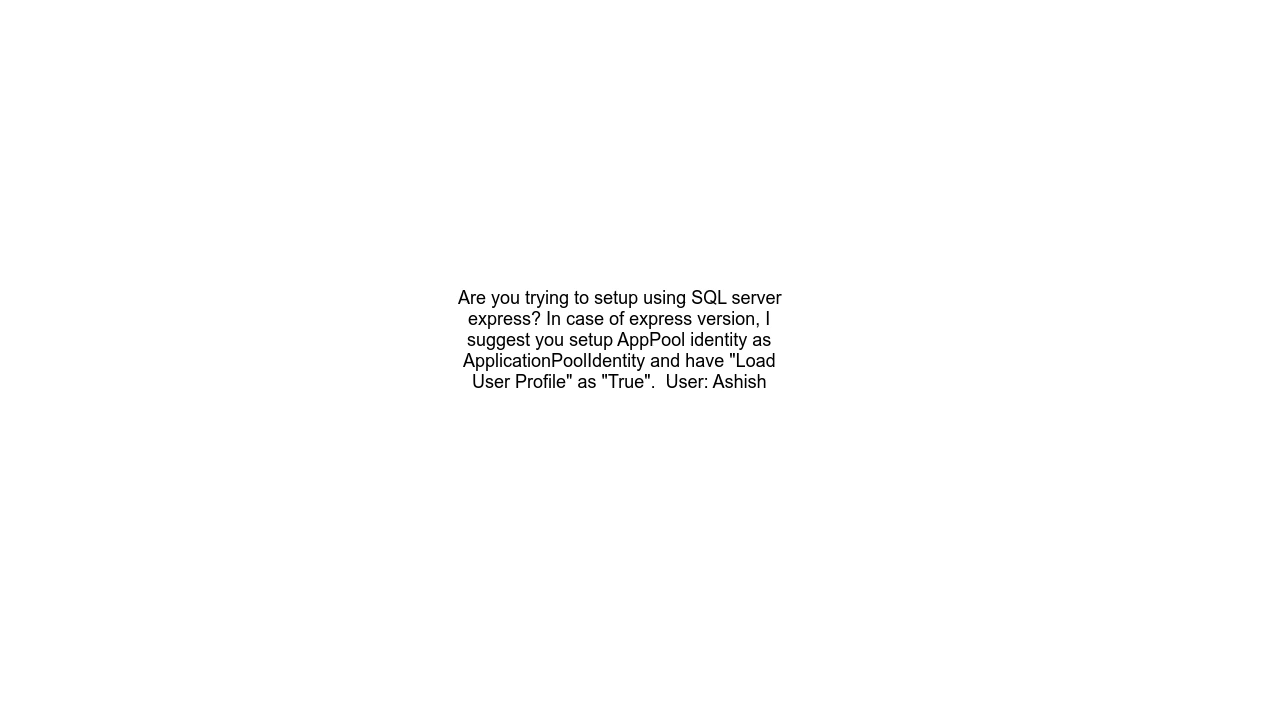 Are you trying to setup using SQL server
express? In case of express version, I
suggest you setup AppPool identity as
ApplicationPoolIdentity and have "Load
User Profile" as "True".  User: Ashish